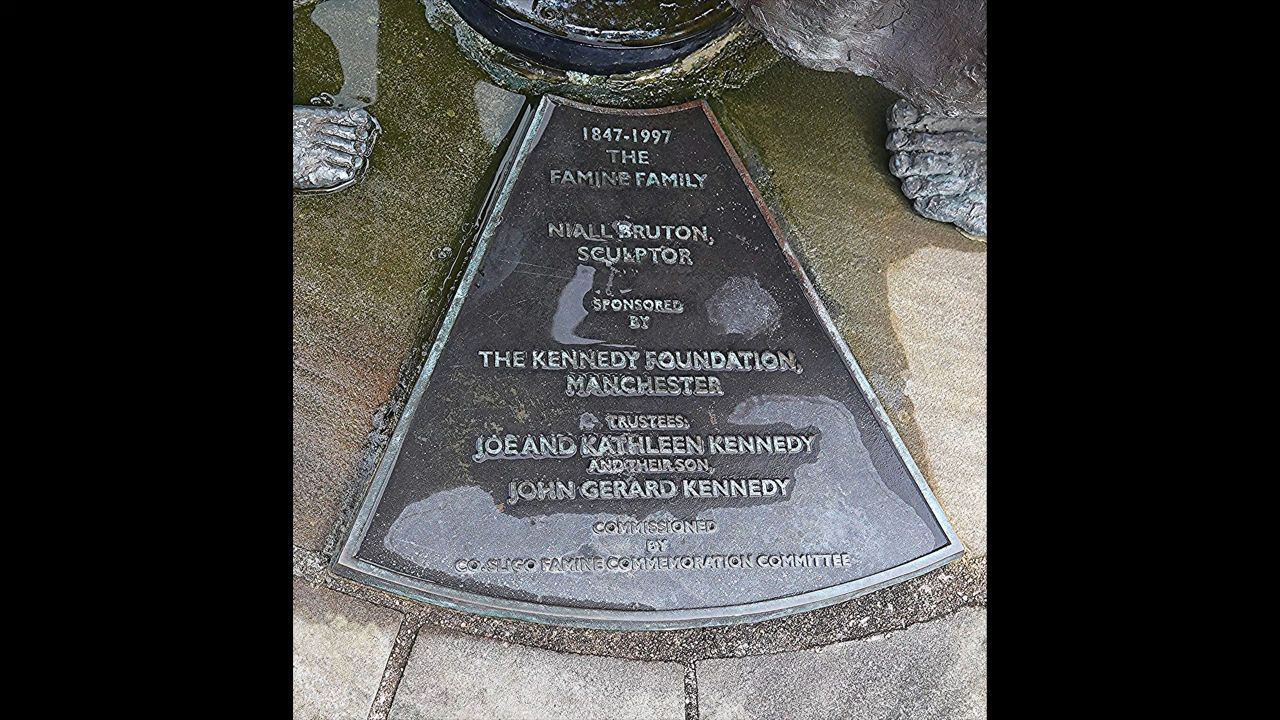 1847-1997
THE
FAMINE FAMILY
NIALL BRUTON,
SCULPTOR
SPONSORED
BY
THE KENNEDY FOUNDATION,
MANCHESTER
TRUSTEES:
JOE AND KATHLEEN KENNEDY
AND THEIR SON,
JOHN GERARD KENNEDY
COMMISSIONED
BY
CO. SLIGO FAMINE COMMEMORATION COMMITTEE